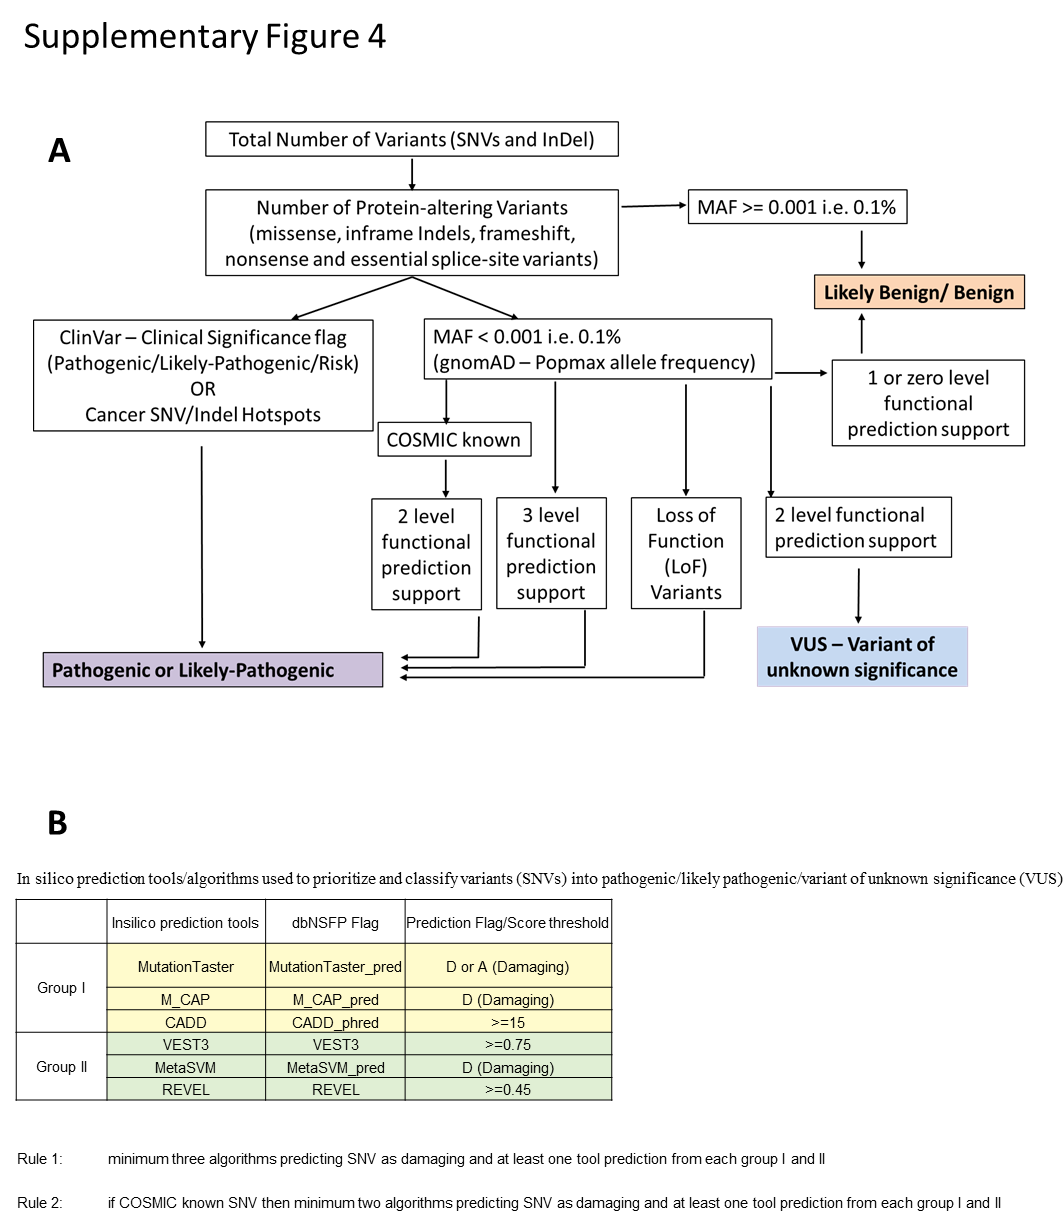 Supplementary Figure 4
A
Total Number of Variants (SNVs and InDel)
Number of Protein-altering Variants
(missense, inframe Indels, frameshift,
nonsense and essential splice-site variants)
MAF >= 0.001 i.e. 0.1%
Likely Benign/ Benign
ClinVar – Clinical Significance flag
(Pathogenic/Likely-Pathogenic/Risk)
OR
Cancer SNV/Indel Hotspots
MAF < 0.001 i.e. 0.1%
(gnomAD – Popmax allele frequency)
1 or zero level
functional
prediction support
COSMIC known
2 level
functional
prediction
support
3 level
functional
prediction
support
Loss of
Function
(LoF)
Variants
2 level functional
prediction support
Pathogenic or Likely-Pathogenic
VUS – Variant of
unknown significance
B
In silico prediction tools/algorithms used to prioritize and classify variants (SNVs) into pathogenic/likely pathogenic/variant of unknown significance (VUS)
Insilico prediction tools dbNSFP Flag Prediction Flag/Score threshold
Group I
MutationTaster MutationTaster_pred D or A (Damaging)
M_CAP M_CAP_pred D (Damaging)
CADD CADD_phred >=15
Group II
VEST3 VEST3 >=0.75
MetaSVM MetaSVM_pred D (Damaging)
REVEL REVEL >=0.45
Rule 1: minimum three algorithms predicting SNV as damaging and at least one tool prediction from each group I and II
Rule 2: if COSMIC known SNV then minimum two algorithms predicting SNV as damaging and at least one tool prediction from each group I and II